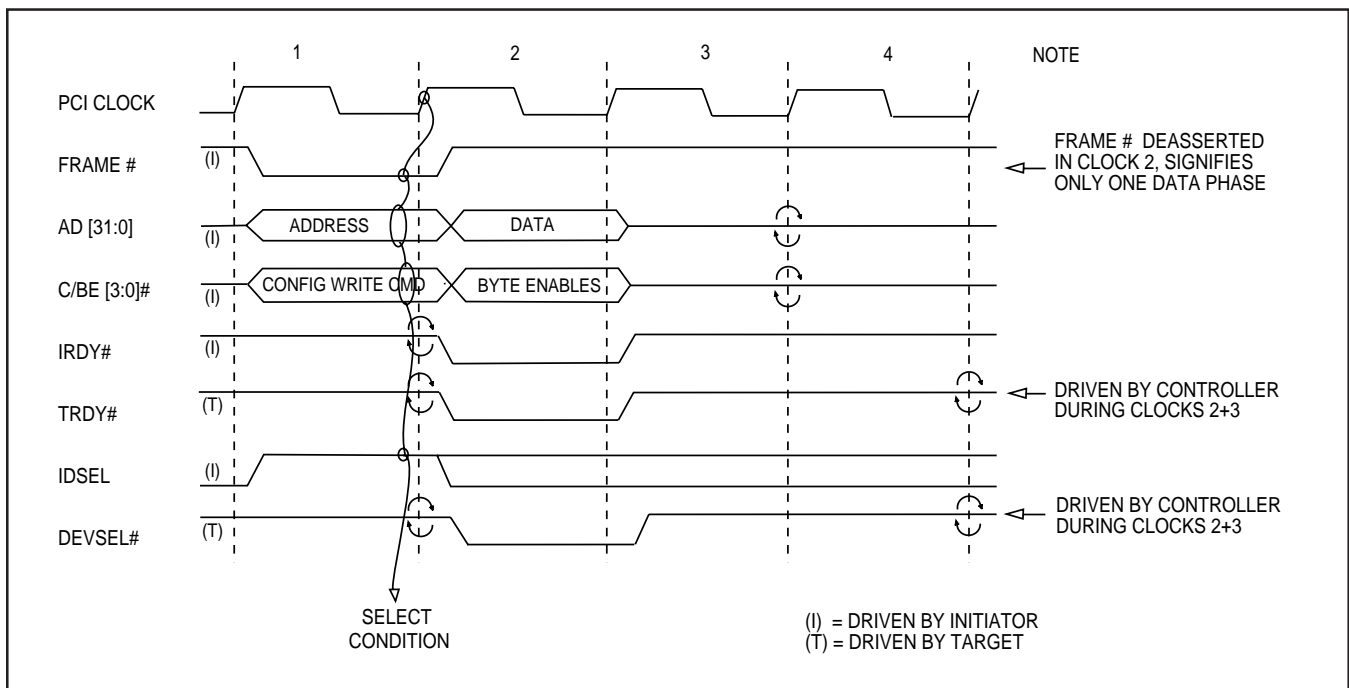 1 2 3 4 NOTE
PCI CLOCK
FRAME # (I)
FRAME # DEASSERTED
IN CLOCK 2, SIGNIFIES
ONLY ONE DATA PHASE
AD [31:0] (I) ADDRESS DATA
C/BE [3:0]# (I) CONFIG WRITE CMD BYTE ENABLES
IRDY# (I)
TRDY# (T)
DRIVEN BY CONTROLLER
DURING CLOCKS 2+3
IDSEL (I)
DEVSEL# (T)
DRIVEN BY CONTROLLER
DURING CLOCKS 2+3
SELECT
CONDITION
(I) = DRIVEN BY INITIATOR
(T) = DRIVEN BY TARGET